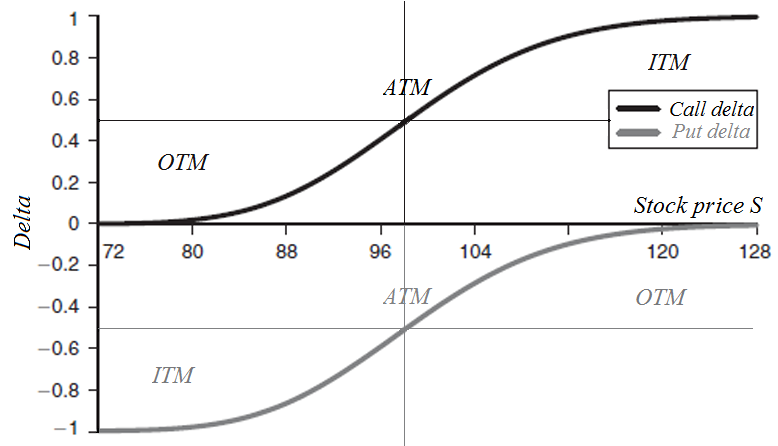 1
0.8
0.6
0.4
0.2
0
−0.2
−0.4
−0.6
−0.8
−1
Delta
ATM
ITM
Call delta
Put delta
OTM
Stock price S
72 80 88 96 104 120 128
ATM
OTM
ITM